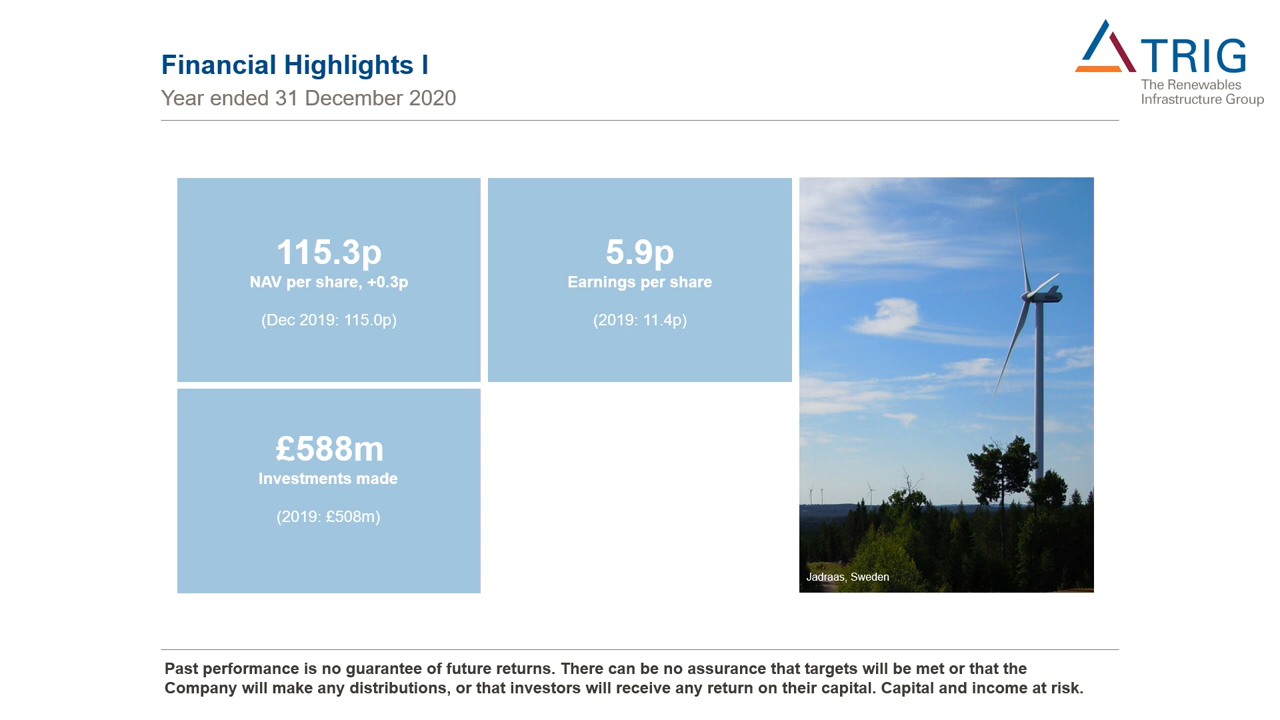 Financial Highlights I
Year ended 31 December 2020
TRIG
The Renewables
Infrastructure Group
115.3p
NAV per share, +0.3p
(Dec 2019: 115.0p)
5.9p
Earnings per share
(2019: 11.4p)
£588m
Investments made
(2019: £508m)
Jadraas, Sweden
Past performance is no guarantee of future returns. There can be no assurance that targets will be met or that the
Company will make any distributions, or that investors will receive any return on their capital. Capital and income at risk.